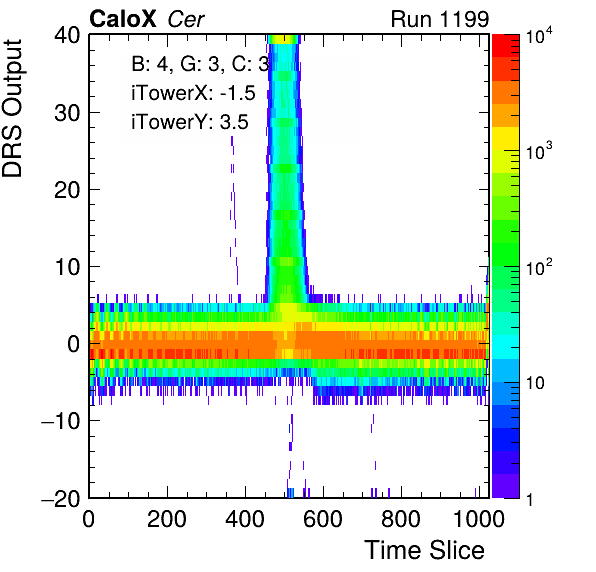 CaloX Cer Run 1199
DRS Output
B: 4, G: 3, C: 3
iTowerX: -1.5
iTowerY: 3.5
40
30
20
10
0
−10
−20
0 200 400 600 800 1000
Time Slice
10^4
10^3
10^2
10
1